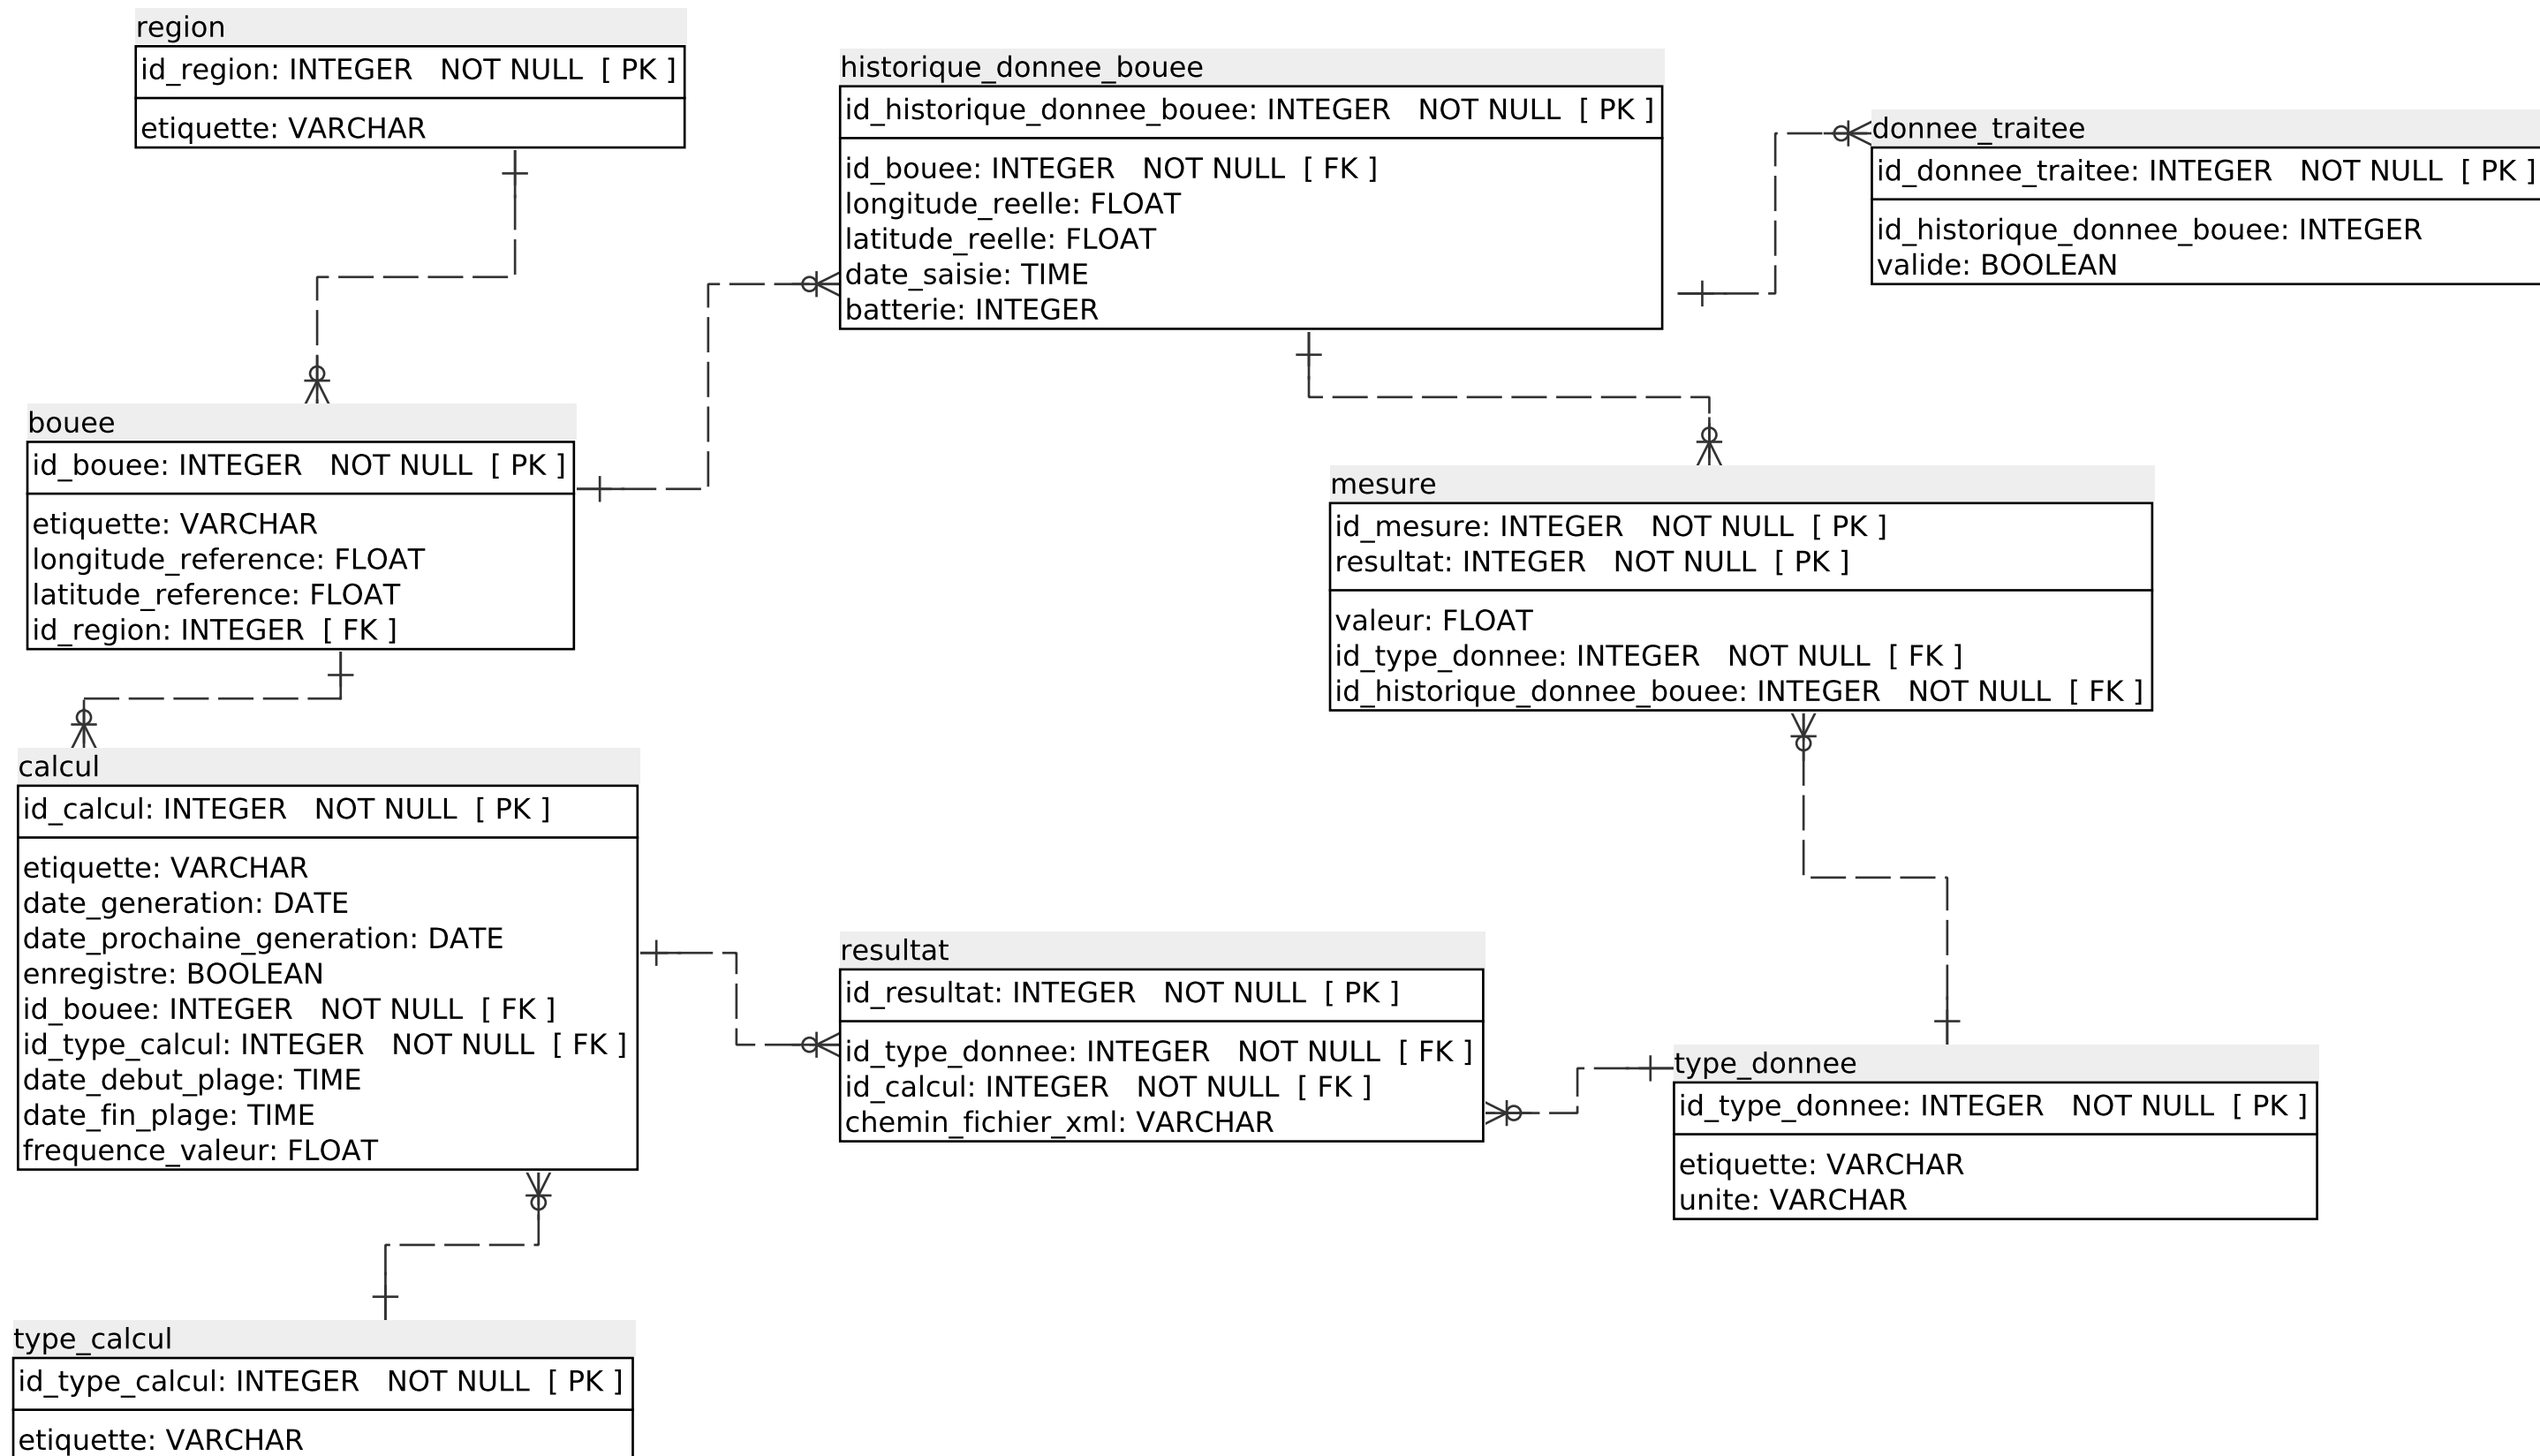 region
id_region: INTEGER NOT NULL [ PK ]
etiquette: VARCHAR
historique_donnee_bouee
id_historique_donnee_bouee: INTEGER NOT NULL [ PK ]
id_bouee: INTEGER NOT NULL [ FK ]
longitude_reelle: FLOAT
latitude_reelle: FLOAT
date_saisie: TIME
batterie: INTEGER
donnee_traitee
id_donnee_traitee: INTEGER NOT NULL [ PK ]
id_historique_donnee_bouee: INTEGER
valide: BOOLEAN
bouee
id_bouee: INTEGER NOT NULL [ PK ]
etiquette: VARCHAR
longitude_reference: FLOAT
latitude_reference: FLOAT
id_region: INTEGER [ FK ]
mesure
id_mesure: INTEGER NOT NULL [ PK ]
resultat: INTEGER NOT NULL [ PK ]
valeur: FLOAT
id_type_donnee: INTEGER NOT NULL [ FK ]
id_historique_donnee_bouee: INTEGER NOT NULL [ FK ]
calcul
id_calcul: INTEGER NOT NULL [ PK ]
etiquette: VARCHAR
date_generation: DATE
date_prochaine_generation: DATE
enregistre: BOOLEAN
id_bouee: INTEGER NOT NULL [ FK ]
id_type_calcul: INTEGER NOT NULL [ FK ]
date_debut_plage: TIME
date_fin_plage: TIME
frequence_valeur: FLOAT
resultat
id_resultat: INTEGER NOT NULL [ PK ]
id_type_donnee: INTEGER NOT NULL [ FK ]
id_calcul: INTEGER NOT NULL [ FK ]
chemin_fichier_xml: VARCHAR
type_donnee
id_type_donnee: INTEGER NOT NULL [ PK ]
etiquette: VARCHAR
unite: VARCHAR
type_calcul
id_type_calcul: INTEGER NOT NULL [ PK ]
etiquette: VARCHAR